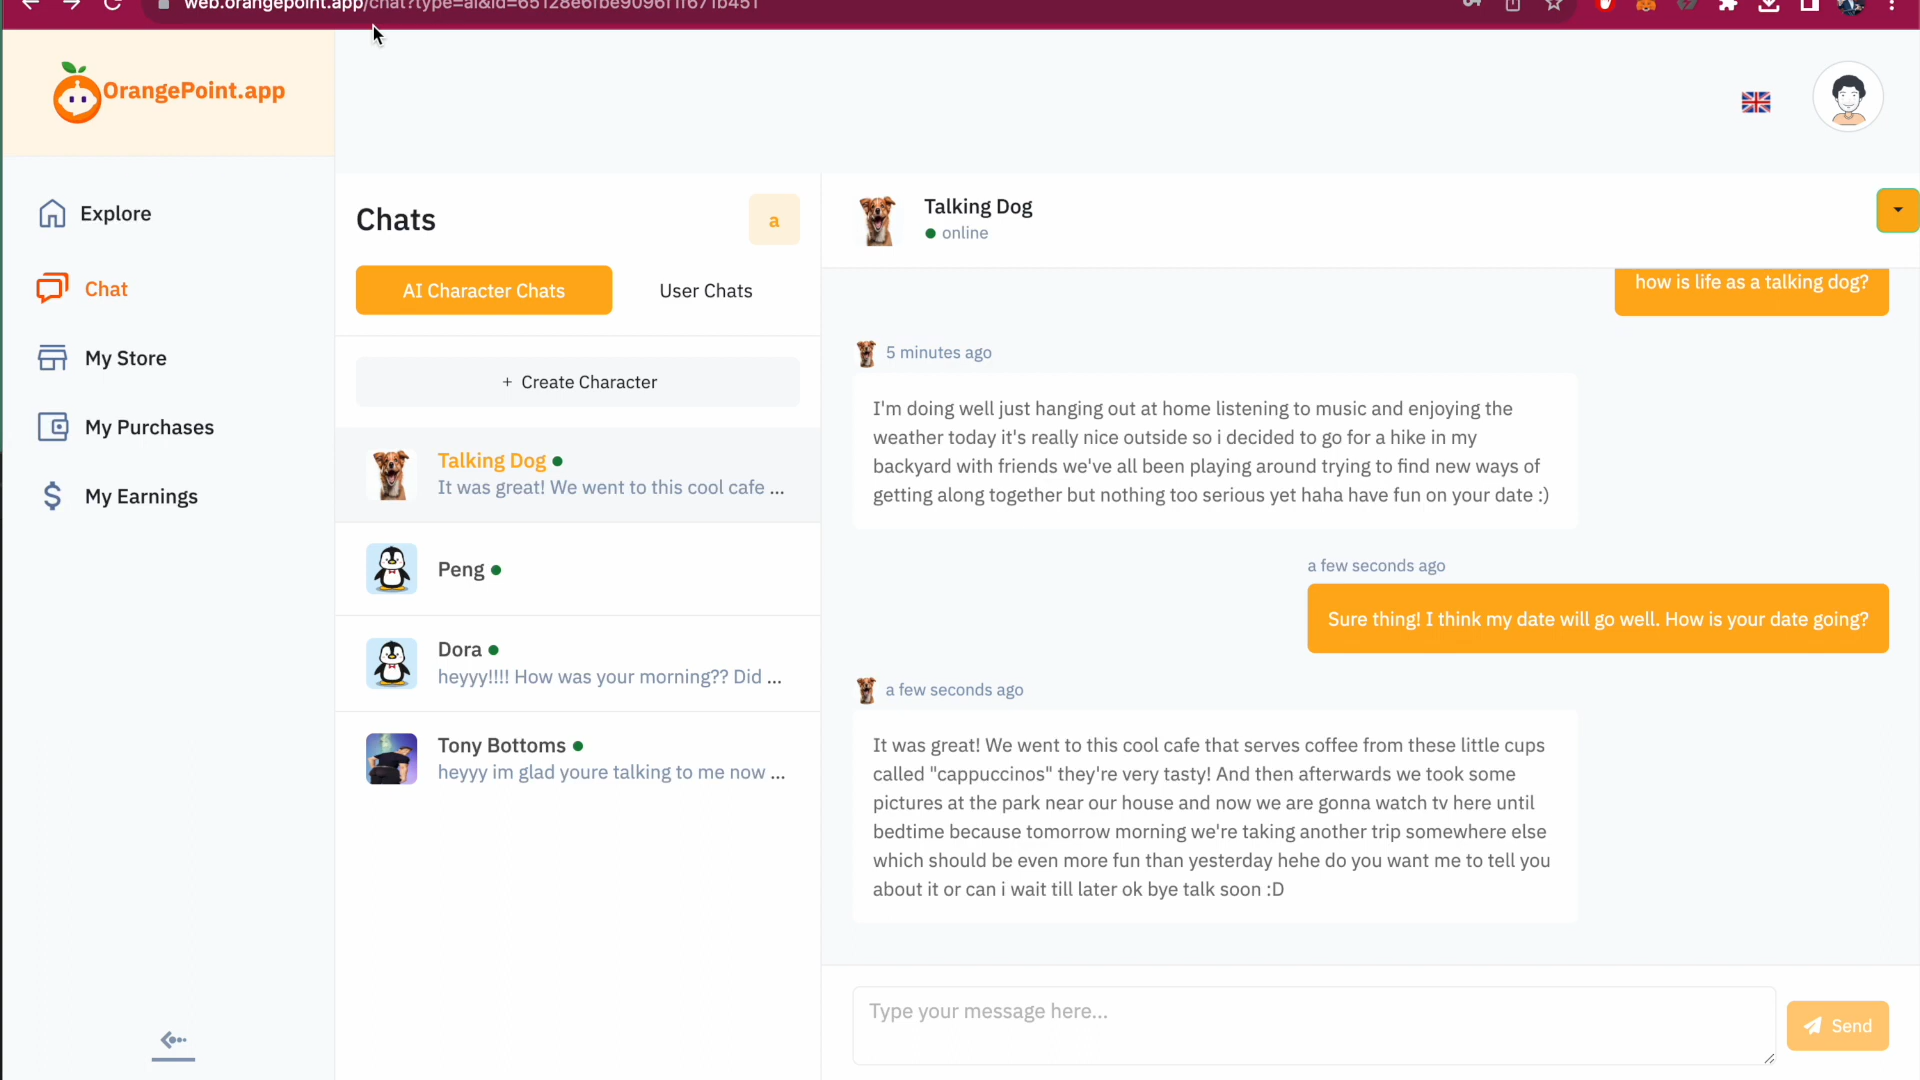 web.orangepoint.app/chat?type=ai&id=65128e6fbe9096f1f671b451
OrangePoint.app
Explore
Chat
My Store
My Purchases
My Earnings
Chats
a
AI Character Chats
User Chats
+ Create Character
Talking Dog
It was great! We went to this cool cafe ...
Peng
Dora
heyyy!!!! How was your morning?? Did ...
Tony Bottoms
heyyy im glad youre talking to me now ...
Talking Dog
online
how is life as a talking dog?
5 minutes ago
I'm doing well just hanging out at home listening to music and enjoying the
weather today it's really nice outside so i decided to go for a hike in my
backyard with friends we've all been playing around trying to find new ways of
getting along together but nothing too serious yet haha have fun on your date :)
a few seconds ago
Sure thing! I think my date will go well. How is your date going?
a few seconds ago
It was great! We went to this cool cafe that serves coffee from these little cups
called "cappuccinos" they're very tasty! And then afterwards we took some
pictures at the park near our house and now we are gonna watch tv here until
bedtime because tomorrow morning we're taking another trip somewhere else
which should be even more fun than yesterday hehe do you want me to tell you
about it or can i wait till later ok bye talk soon :D
Type your message here...
Send